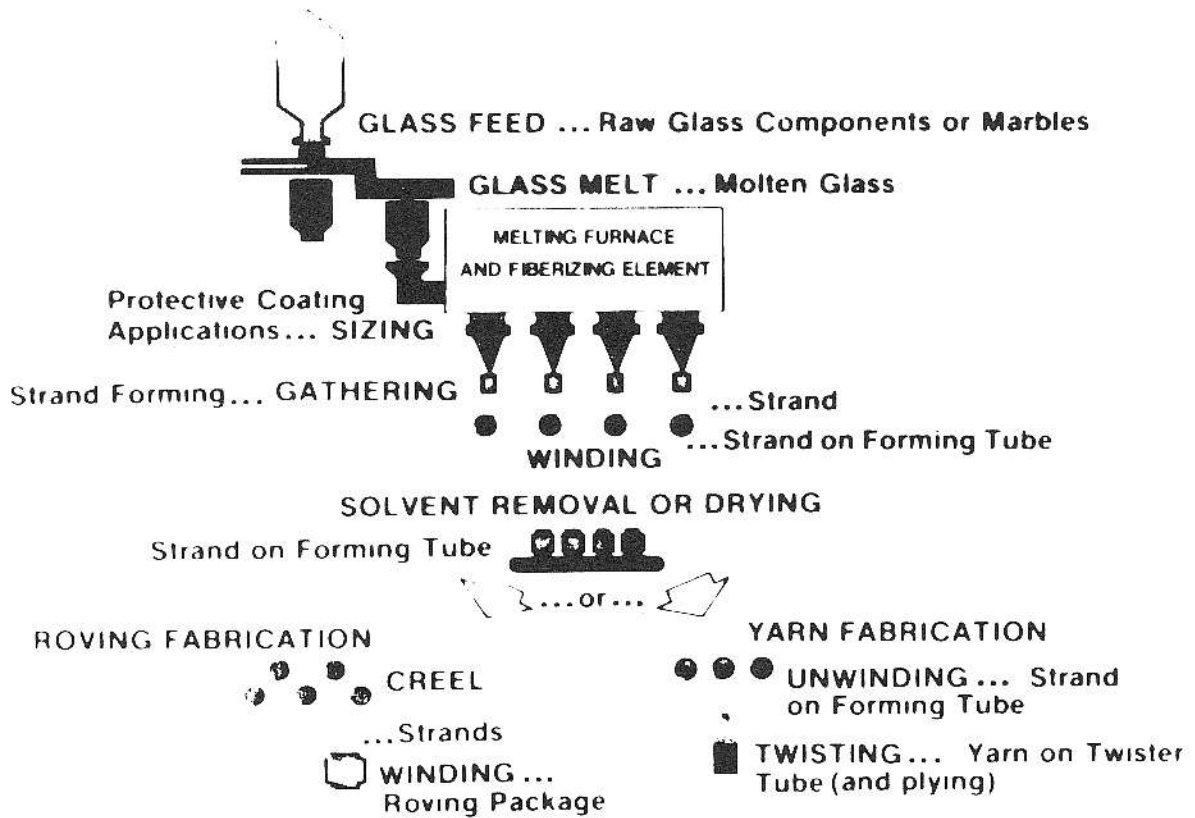 GLASS FEED ... Raw Glass Components or Marbles
GLASS MELT ... Molten Glass
MELTING FURNACE
AND FIBERIZING ELEMENT
Protective Coating
Applications... SIZING
Strand Forming... GATHERING
...Strand
...Strand on Forming Tube
WINDING
SOLVENT REMOVAL OR DRYING
Strand on Forming Tube
...or...
ROVING FABRICATION
CREEL
...Strands
WINDING ...
Roving Package
YARN FABRICATION
UNWINDING ... Strand
on Forming Tube
TWISTING ... Yarn on Twister
Tube (and plying)